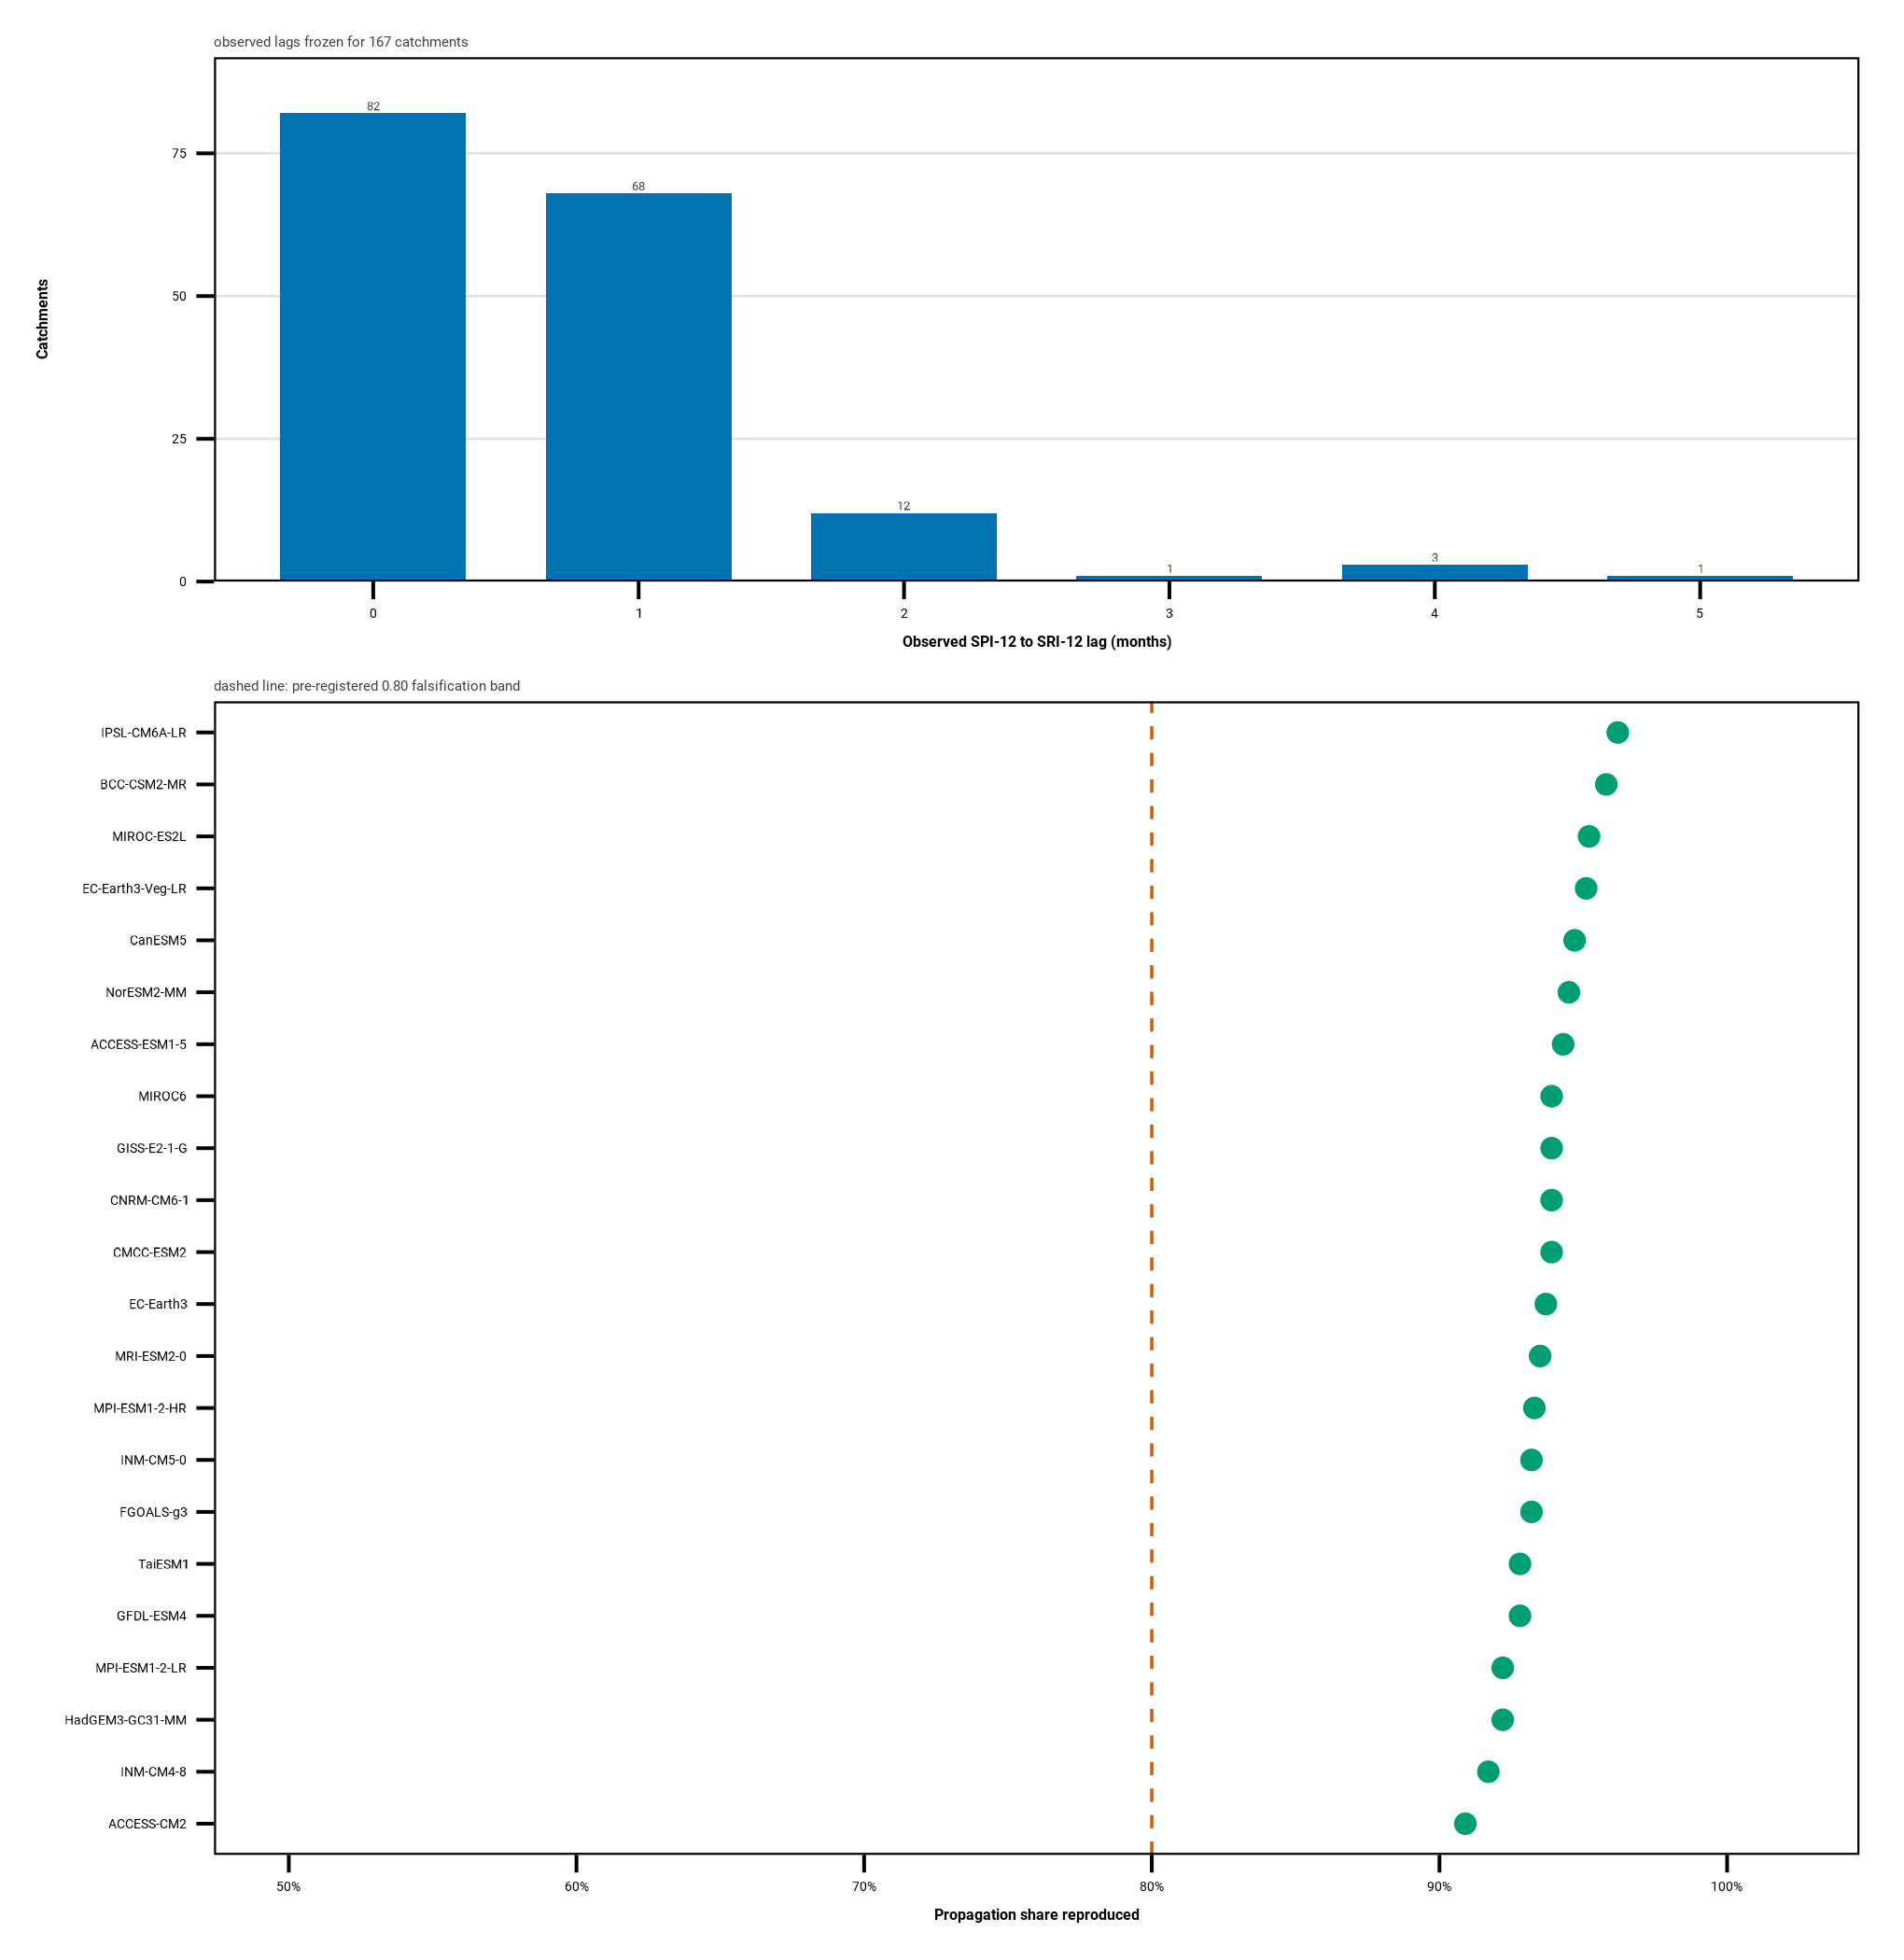 observed lags frozen for 167 catchments
82
68
12
1
3
1
75
50
25
0
Catchments
0 1 2 3 4 5
Observed SPI-12 to SRI-12 lag (months)
dashed line: pre-registered 0.80 falsification band
IPSL-CM6A-LR
BCC-CSM2-MR
MIROC-ES2L
EC-Earth3-Veg-LR
CanESM5
NorESM2-MM
ACCESS-ESM1-5
MIROC6
GISS-E2-1-G
CNRM-CM6-1
CMCC-ESM2
EC-Earth3
MRI-ESM2-0
MPI-ESM1-2-HR
INM-CM5-0
FGOALS-g3
TaiESM1
GFDL-ESM4
MPI-ESM1-2-LR
HadGEM3-GC31-MM
INM-CM4-8
ACCESS-CM2
50% 60% 70% 80% 90% 100%
Propagation share reproduced